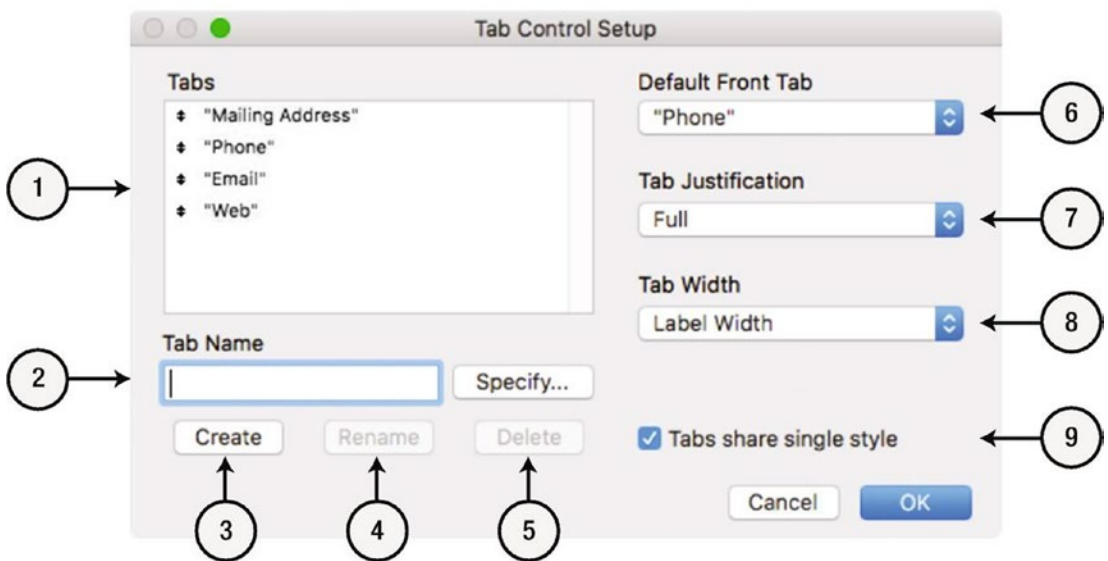 Tab Control Setup
Tabs
"Mailing Address"
"Phone"
"Email"
"Web"
Tab Name
Specify...
Create
Rename
Delete
Default Front Tab
"Phone"
Tab Justification
Full
Tab Width
Label Width
Tabs share single style
Cancel
OK
1
2
3
4
5
6
7
8
9